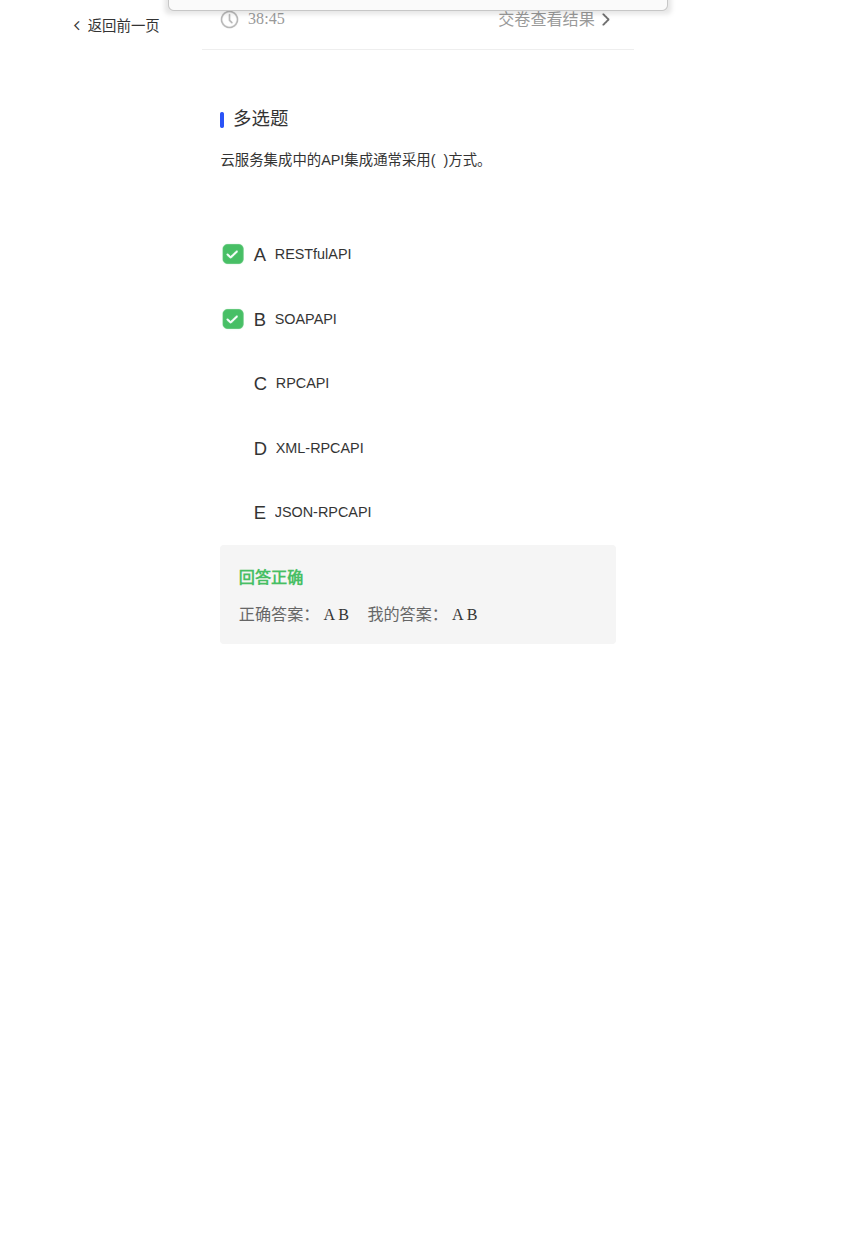 返回前一页
38:45
交卷查看结果
多选题
云服务集成中的API集成通常采用( )方式。
A RESTfulAPI
B SOAPAPI
C RPCAPI
D XML-RPCAPI
E JSON-RPCAPI
回答正确
正确答案： A B 我的答案： A B